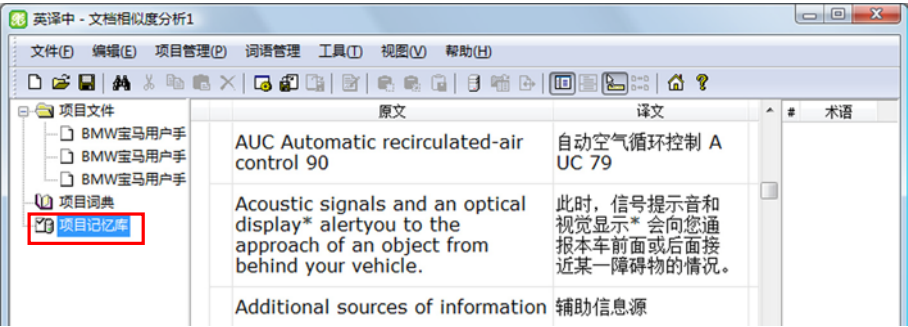 英译中 - 文档相似度分析1
文件(F) 编辑(E) 项目管理(P) 词语管理 工具(T) 视图(V) 帮助(H)
项目文件
BMW宝马用户手
BMW宝马用户手
BMW宝马用户手
项目词典
项目记忆库
原文 译文
AUC Automatic recirculated-air
control 90
自动空气循环控制 A
UC 79
Acoustic signals and an optical
display* alertyou to the
approach of an object from
behind your vehicle.
此时，信号提示音和
视觉显示* 会向您通
报本车前面或后面接
近某一障碍物的情况。
Additional sources of information
辅助信息源
# 术语